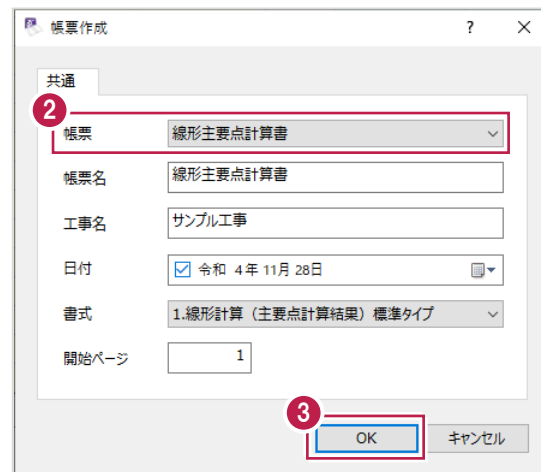 帳票作成 ? ×
共通
2
帳票 線形主要点計算書
帳票名 線形主要点計算書
工事名 サンプル工事
日付 令和 4年 11月 28日
書式 1.線形計算（主要点計算結果）標準タイプ
開始ページ 1
3
OK キャンセル